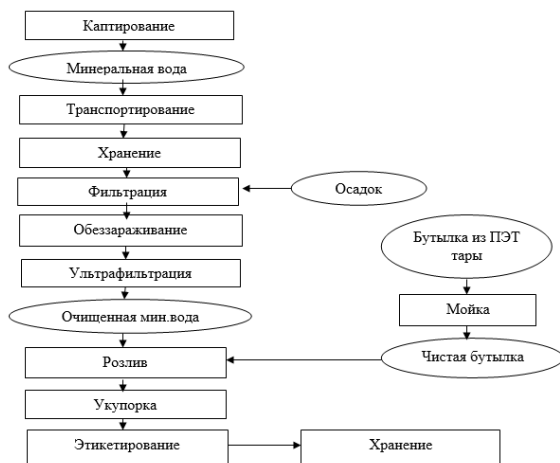 Каптирование
Минеральная вода
Транспортирование
Хранение
Фильтрация
Осадок
Обеззараживание
Бутылка из ПЭТ
тары
Ультрафильтрация
Мойка
Очищенная мин.вода
Розлив
Чистая бутылка
Укупорка
Этикетирование
Хранение